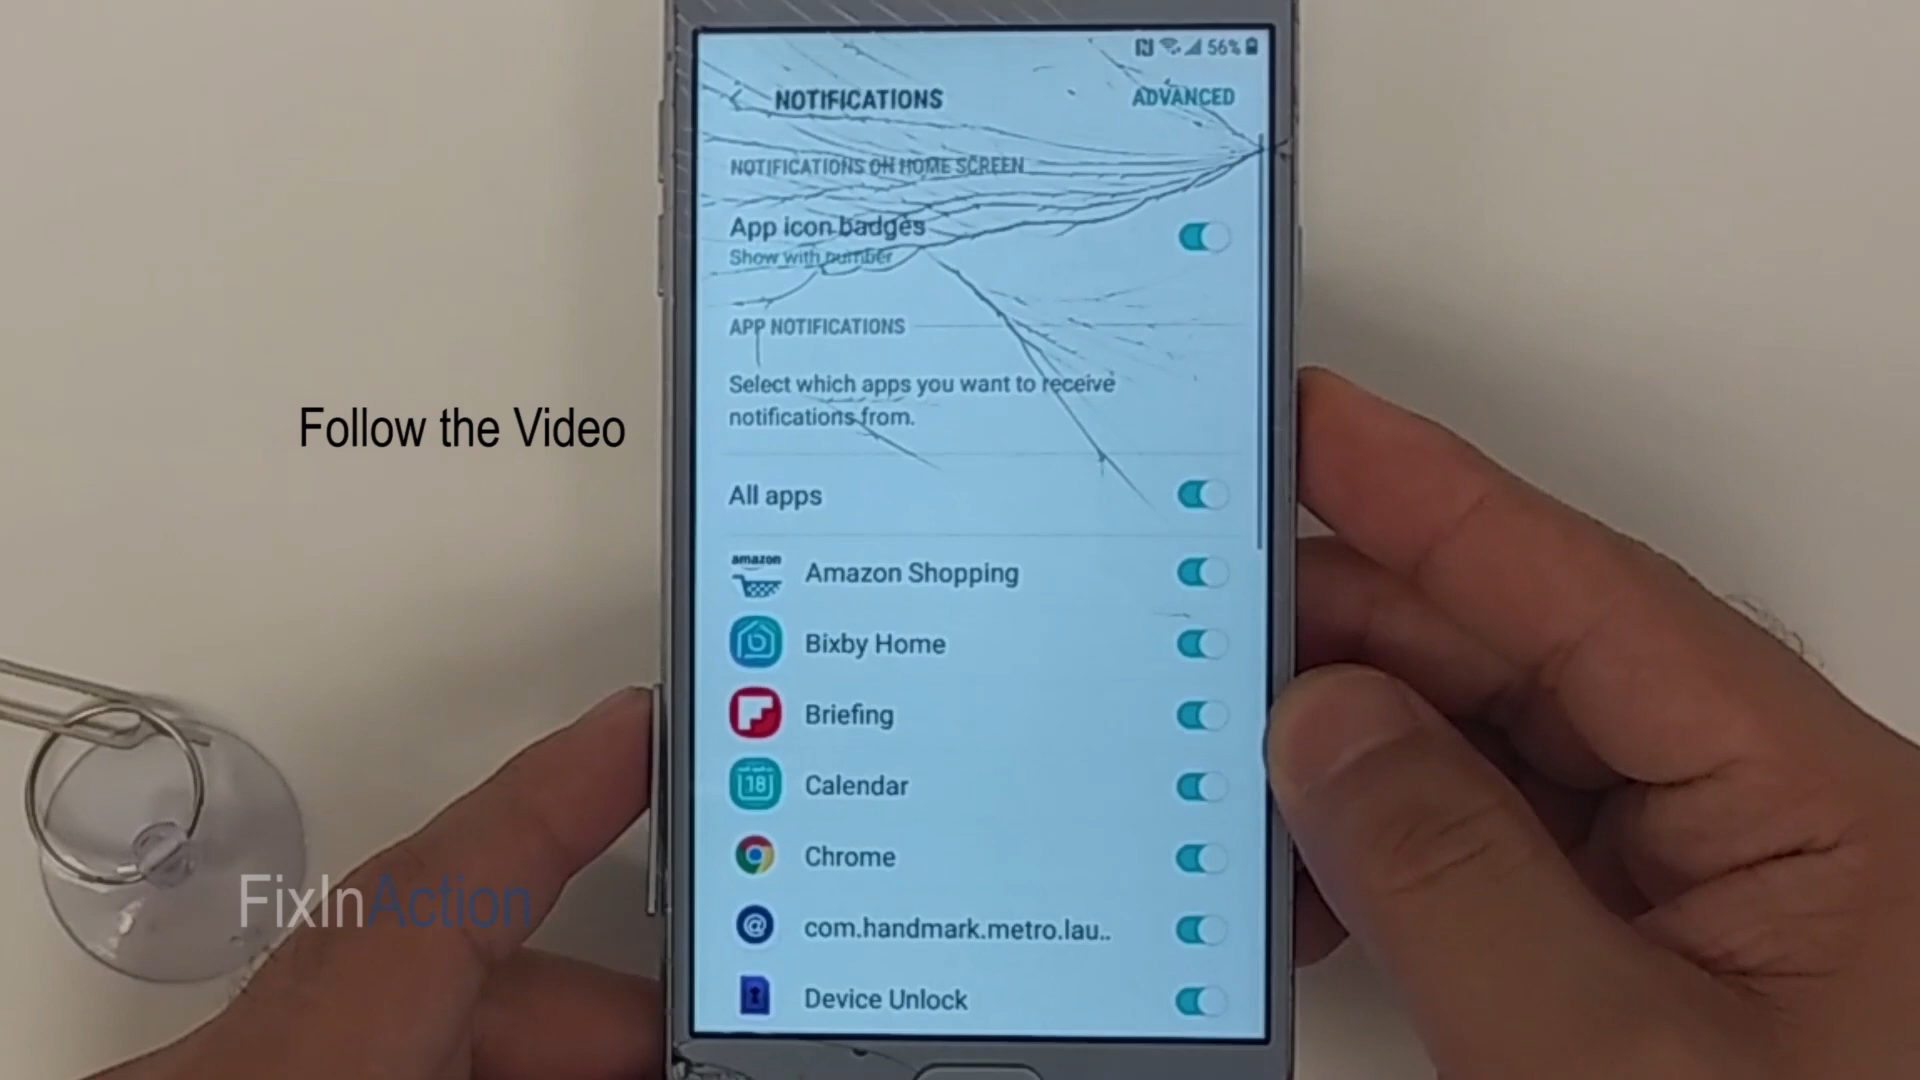 56%
NOTIFICATIONS
ADVANCED
NOTIFICATIONS ON HOME SCREEN
App icon badges
Show with number
APP NOTIFICATIONS
Select which apps you want to receive
notifications from.
Follow the Video
All apps
amazon
Amazon Shopping
Bixby Home
Briefing
18
Calendar
Chrome
FixInAction
@
com.handmark.metro.lau..
Device Unlock